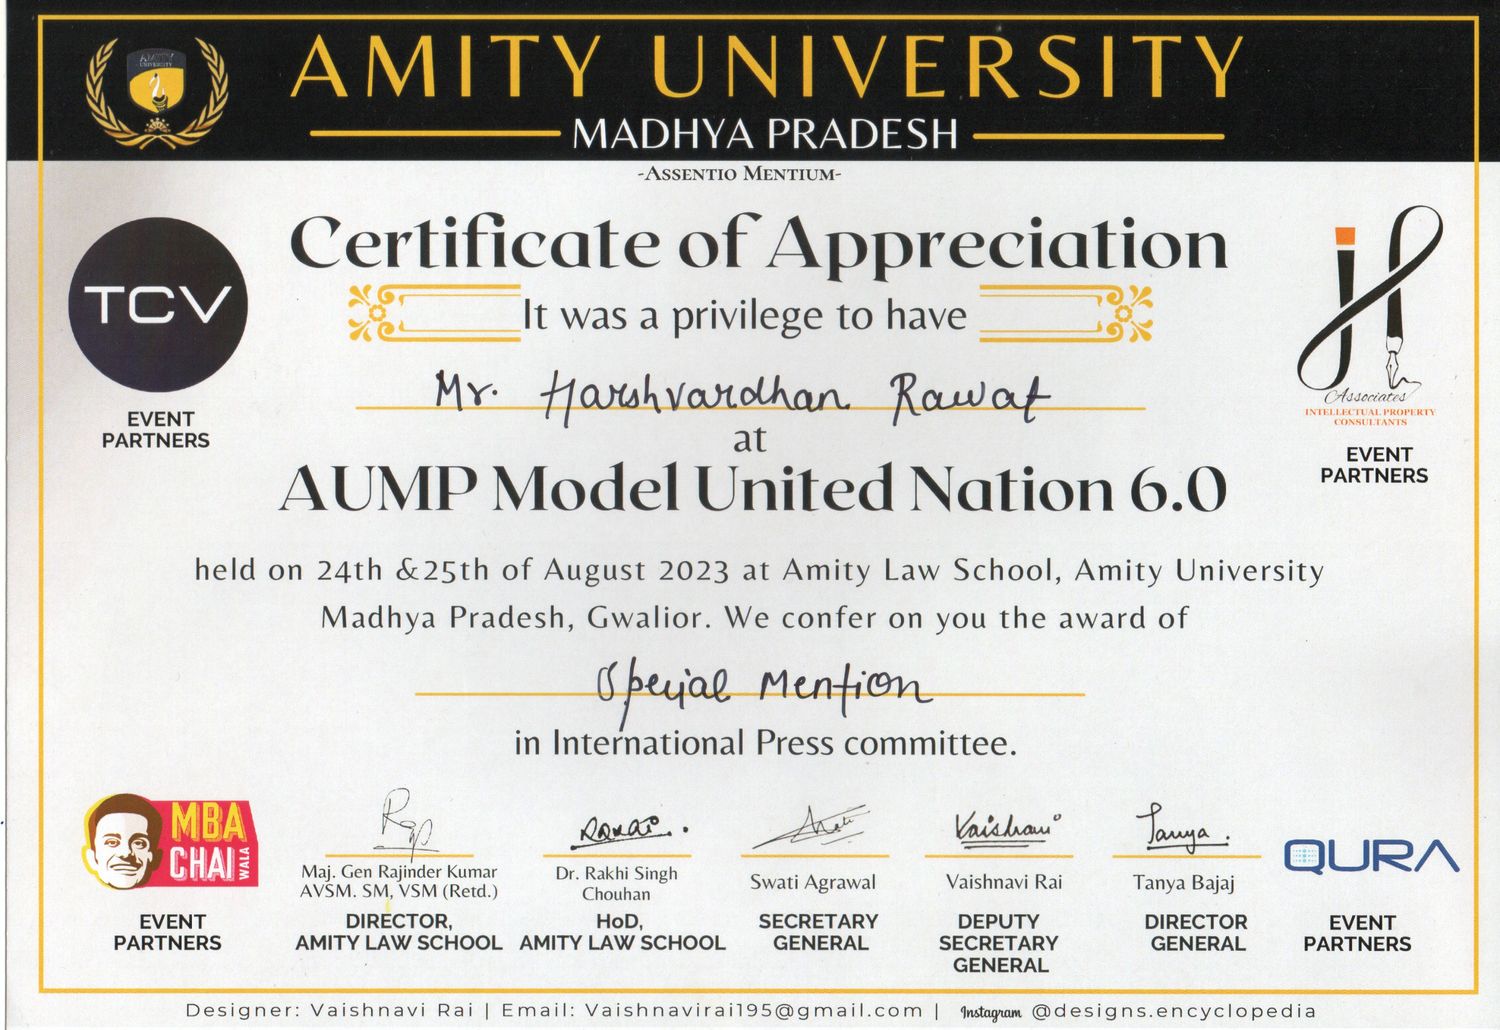 AMITY UNIVERSITY
AMITY UNIVERSITY
MADHYA PRADESH
-ASSENTIO MENTIUM-
Certificate of Appreciation
It was a privilege to have
TCV
EVENT
PARTNERS
Associates
INTELLECTUAL PROPERTY
CONSULTANTS
EVENT
PARTNERS
Mr. Harshvardhan Rawat
at
AUMP Model United Nation 6.0
held on 24th &25th of August 2023 at Amity Law School, Amity University
Madhya Pradesh, Gwalior. We confer on you the award of
Special Mention
in International Press committee.
MBA
CHAI
WALA
EVENT
PARTNERS
Maj. Gen Rajinder Kumar
AVSM. SM, VSM (Retd.)
DIRECTOR,
AMITY LAW SCHOOL
Dr. Rakhi Singh
Chouhan
HoD,
AMITY LAW SCHOOL
Swati Agrawal
SECRETARY
GENERAL
Vaishnavi
Vaishnavi Rai
DEPUTY
SECRETARY
GENERAL
Tanya.
Tanya Bajaj
DIRECTOR
GENERAL
QURA
EVENT
PARTNERS
Designer: Vaishnavi Rai | Email: Vaishnavirai195@gmail.com | Instagram @designs.encyclopedia